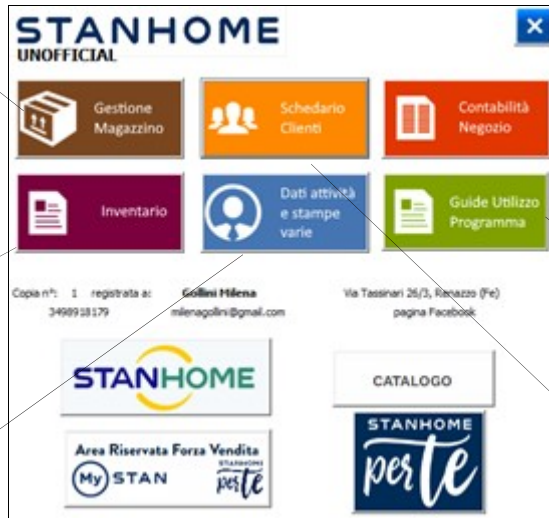 STANHOME
UNOFFICIAL
Gestione
Magazzino
Schedario
Clienti
Contabilità
Negozio
Inventario
Dati attività
e stampe
varie
Guide Utilizzo
Programma
Copia n°: 1 registrata a: Gollini Milena Via Tassinari 26/3, Renazzo (Fe)
3498918179 milenagollini@gmail.com pagina Facebook
STANHOME
CATALOGO
Area Riservata Forza Vendita
My STAN STANHOME per te
STANHOME
per te